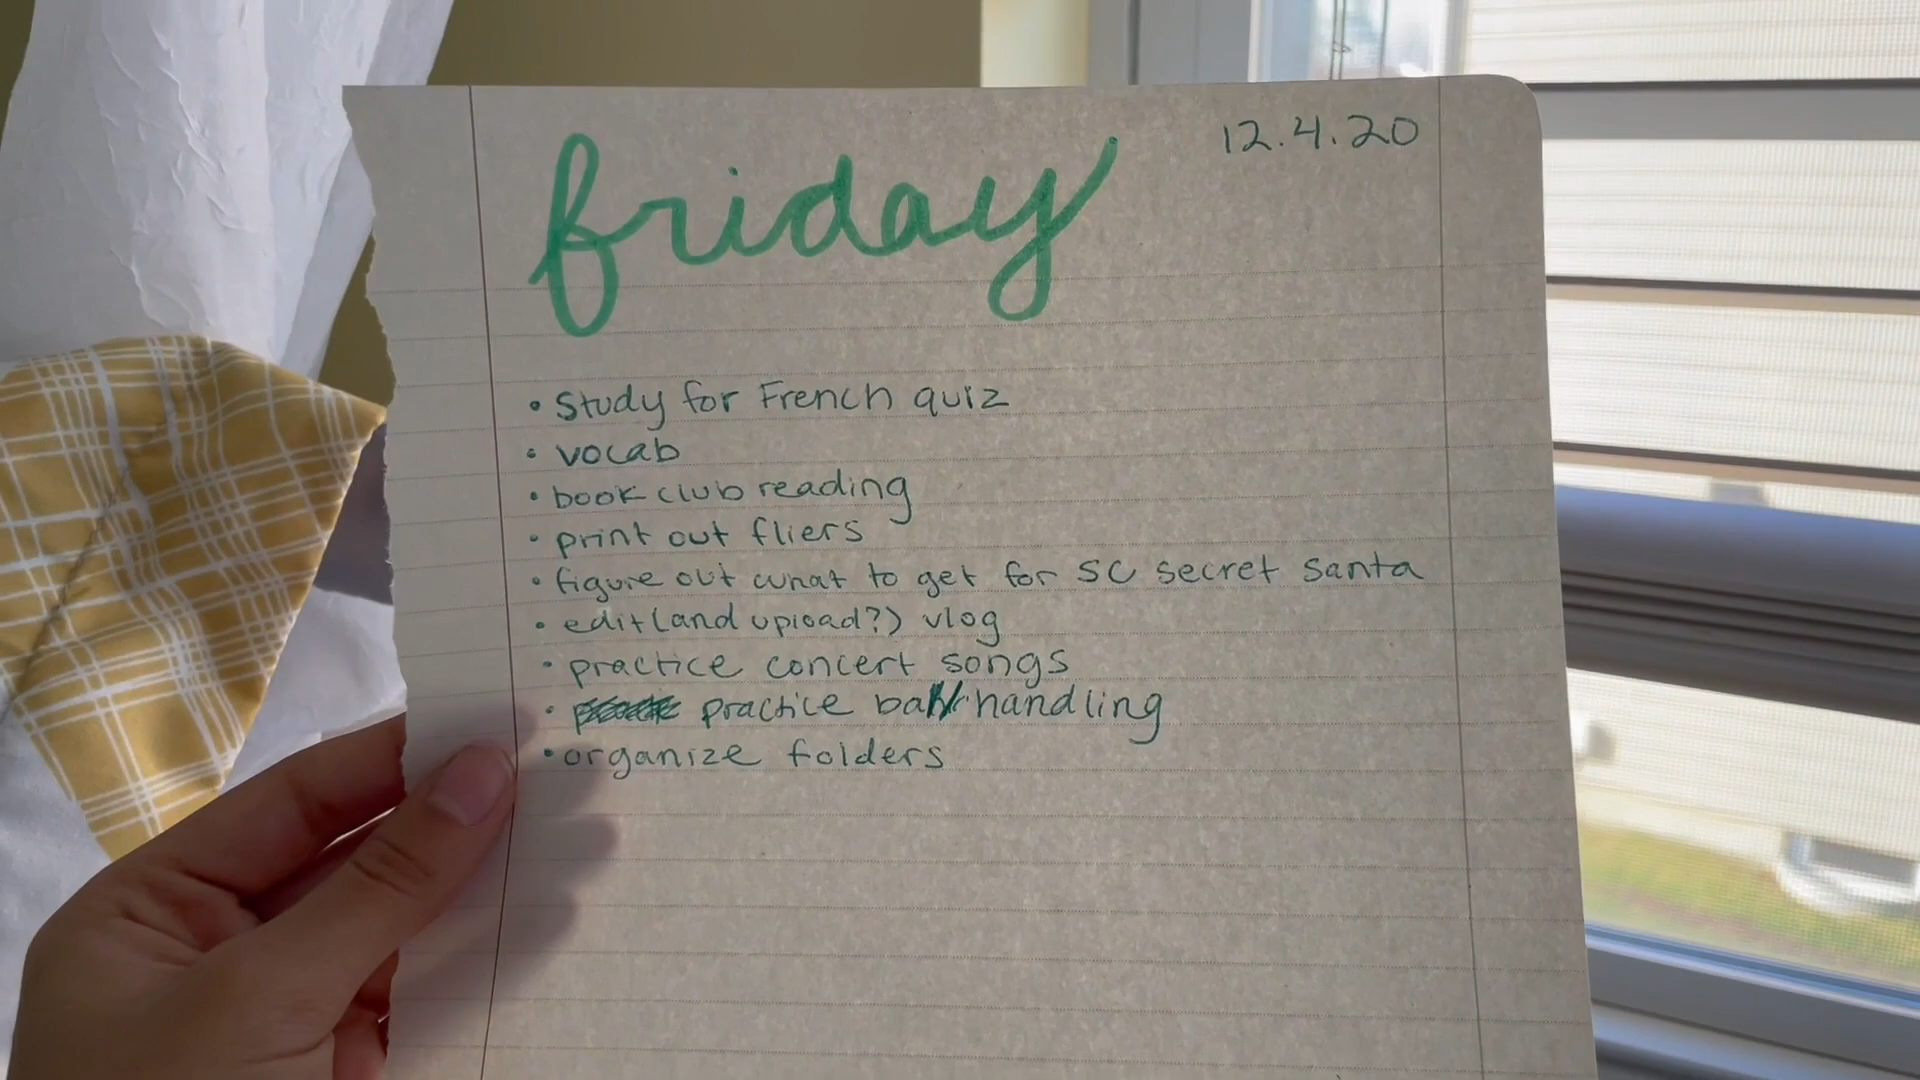 friday
12.4.20
• study for French quiz
• vocab
• book club reading
• print out fliers
• figure out what to get for SC secret santa
• edit (and upload?) vlog
• practice concert songs
• practice ball handling
• organize folders